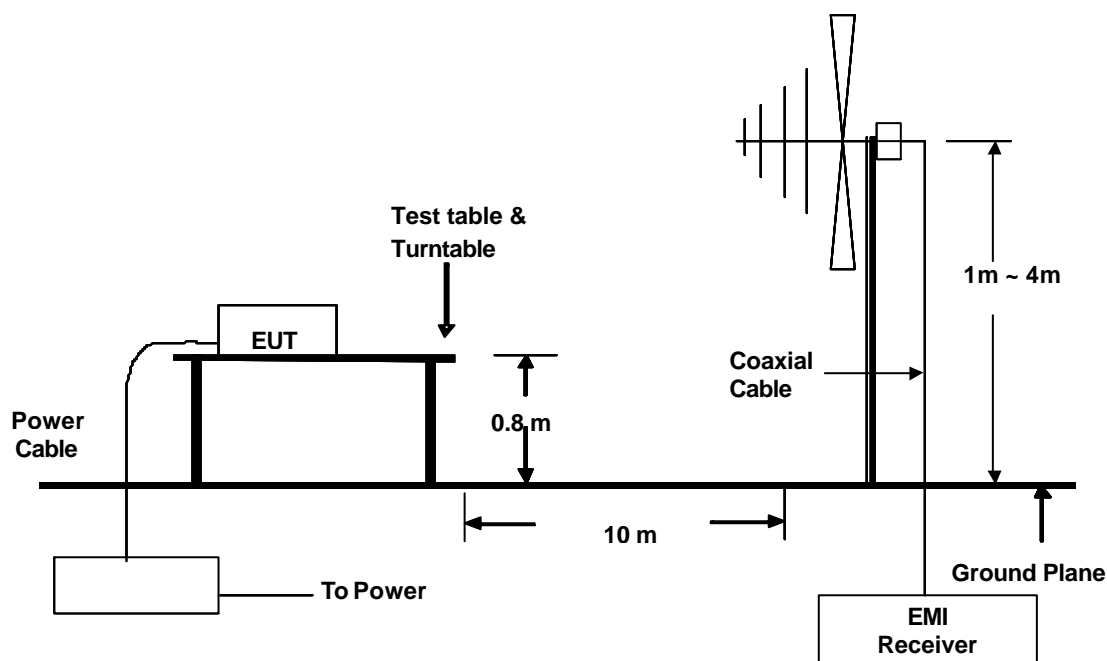 Test table &
Turntable
1m ~ 4m
EUT
Coaxial
Cable
0.8 m
Power
Cable
10 m
Ground Plane
To Power
EMI
Receiver